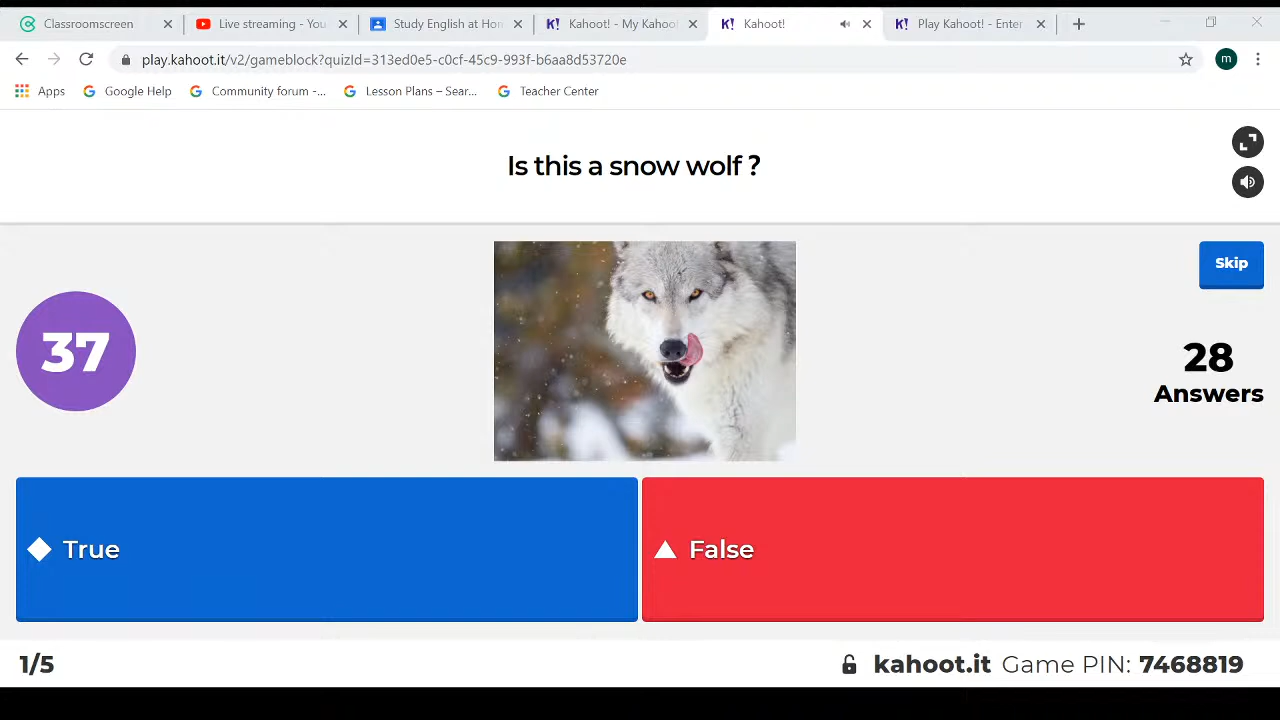 Classroomscreen
Live streaming - You
Study English at Hon
K! Kahoot! - My Kahoo
K! Kahoot!
K! Play Kahoot! - Enter
play.kahoot.it/v2/gameblock?quizId=313ed0e5-c0cf-45c9-993f-b6aa8d53720e
m
Apps
Google Help
Community forum -...
Lesson Plans – Sear...
Teacher Center
Is this a snow wolf ?
Skip
37
28
Answers
True
False
1/5
kahoot.it Game PIN: 7468819